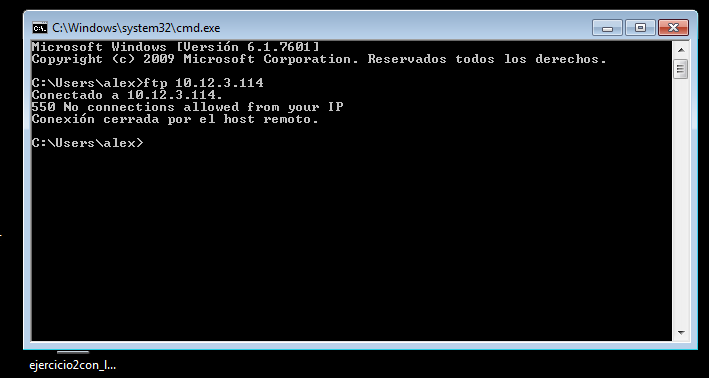 C:\Windows\system32\cmd.exe
Microsoft Windows [Versión 6.1.7601]
Copyright (c) 2009 Microsoft Corporation. Reservados todos los derechos.
C:\Users\alex>ftp 10.12.3.114
Conectado a 10.12.3.114.
550 No connections allowed from your IP
Conexión cerrada por el host remoto.
C:\Users\alex>
ejercicio2con_l...